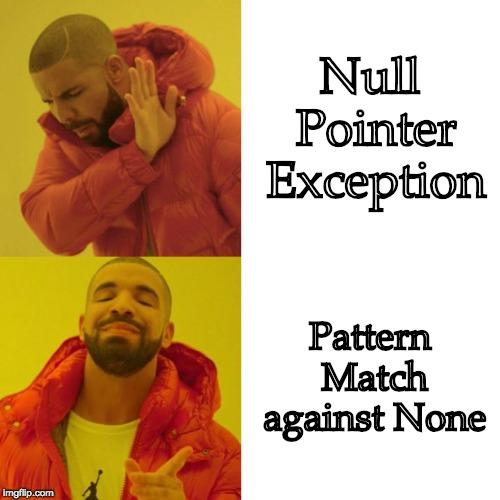 Null
Pointer
Exception
Pattern
Match
against None
imgflip.com